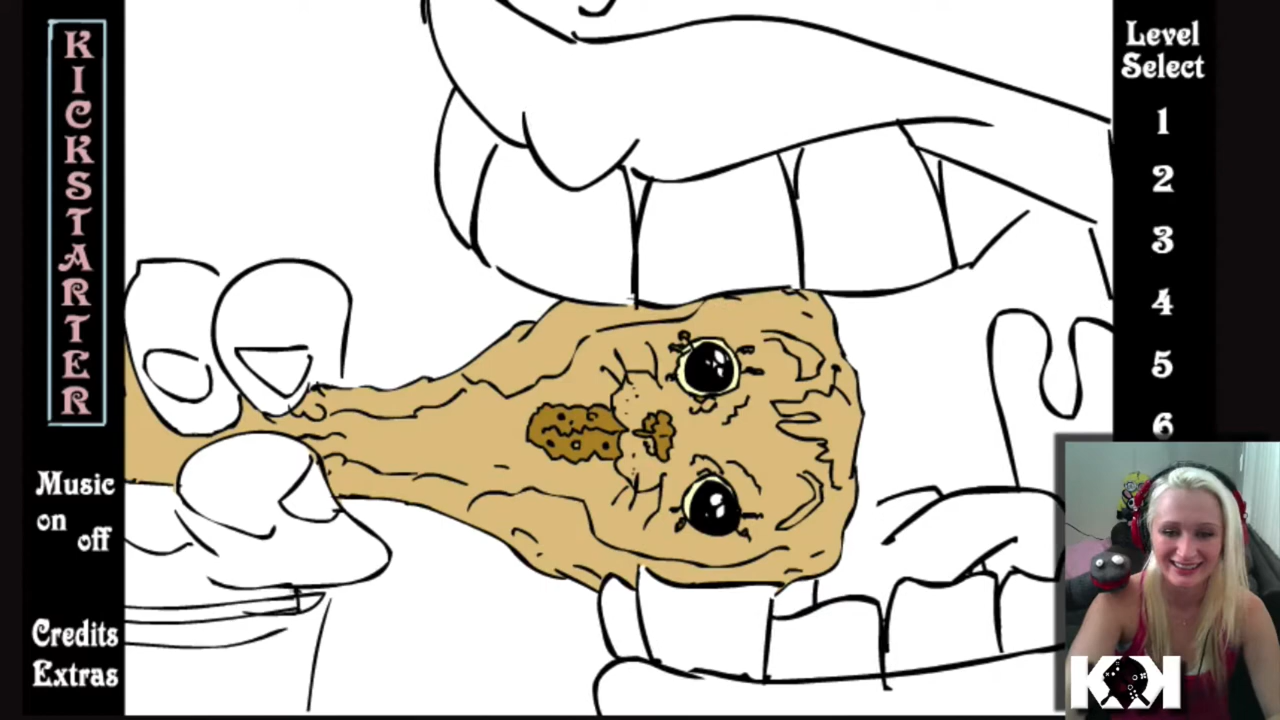 KICKSTARTER
Music
on
off
Credits
Extras
Level
Select
1
2
3
4
5
6